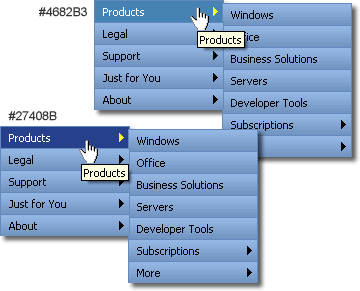 #4682B3
Products
Legal
Support
Just for You
About
Products
Windows
Office
Business Solutions
Servers
Developer Tools
Subscriptions
#27408B
Products
Legal
Support
Just for You
About
Products
Windows
Office
Business Solutions
Servers
Developer Tools
Subscriptions
More